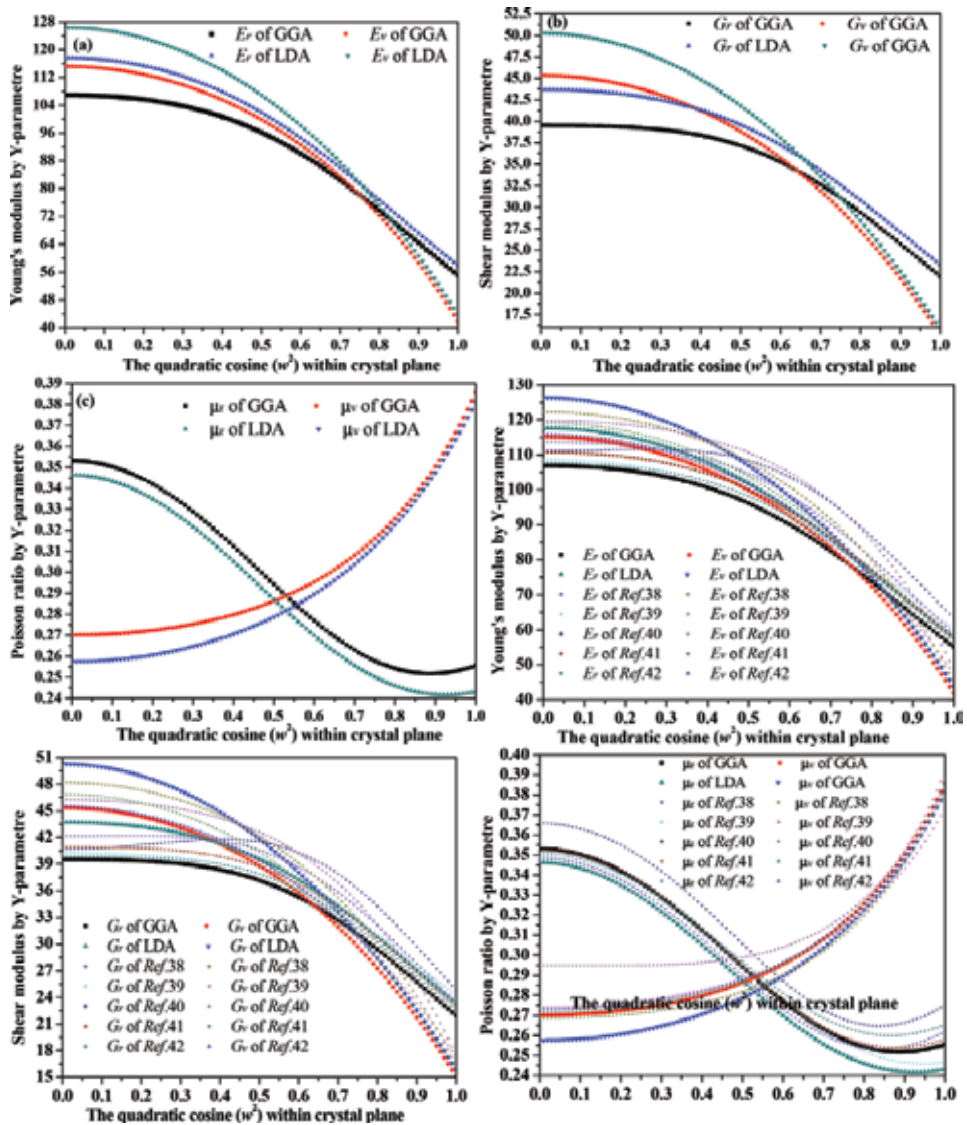 (a)
Er of GGA
Ev of GGA
Er of LDA
Ev of LDA
Young's modulus by Y-parametre
128
120
112
104
96
88
80
72
64
56
48
40
0.0 0.1 0.2 0.3 0.4 0.5 0.6 0.7 0.8 0.9 1.0
The quadratic cosine (w²) within crystal plane
(b)
Gr of GGA
Gv of GGA
Gr of LDA
Gv of GGA
Shear modulus by Y-parametre
52.5
50.0
47.5
45.0
42.5
40.0
37.5
35.0
32.5
30.0
27.5
25.0
22.5
20.0
17.5
0.0 0.1 0.2 0.3 0.4 0.5 0.6 0.7 0.8 0.9 1.0
The quadratic cosine (w²) within crystal plane
(c)
μr of GGA
μv of GGA
μr of LDA
μv of LDA
Poisson ratio by Y-parametre
0.39
0.38
0.37
0.36
0.35
0.34
0.33
0.32
0.31
0.30
0.29
0.28
0.27
0.26
0.25
0.24
0.0 0.1 0.2 0.3 0.4 0.5 0.6 0.7 0.8 0.9 1.0
The quadratic cosine (w²) within crystal plane
Young's modulus by Y-parametre
130
120
110
100
90
80
70
60
50
40
Er of GGA
Ev of GGA
Er of LDA
Ev of LDA
Er of Ref.38
Ev of Ref.38
Er of Ref.39
Ev of Ref.39
Er of Ref.40
Ev of Ref.40
Er of Ref.41
Ev of Ref.41
Er of Ref.42
Ev of Ref.42
0.0 0.1 0.2 0.3 0.4 0.5 0.6 0.7 0.8 0.9 1.0
The quadratic cosine (w²) within crystal plane
Shear modulus by Y-parametre
51
48
45
42
39
36
33
30
27
24
21
18
15
Gr of GGA
Gv of GGA
Gr of LDA
Gv of LDA
Gr of Ref.38
Gv of Ref.38
Gr of Ref.39
Gv of Ref.39
Gr of Ref.40
Gv of Ref.40
Gr of Ref.41
Gv of Ref.41
Gr of Ref.42
Gv of Ref.42
0.0 0.1 0.2 0.3 0.4 0.5 0.6 0.7 0.8 0.9 1.0
The quadratic cosine (w²) within crystal plane
Poisson ratio by Y-parametre
0.40
0.39
0.38
0.37
0.36
0.35
0.34
0.33
0.32
0.31
0.30
0.29
0.28
0.27
0.26
0.25
0.24
μr of GGA
μv of GGA
μr of LDA
μv of GGA
μr of Ref.38
μv of Ref.38
μr of Ref.39
μv of Ref.39
μr of Ref.40
μv of Ref.40
μr of Ref.41
μv of Ref.41
μr of Ref.42
μv of Ref.42
The quadratic cosine (w²) within crystal plane
0.0 0.1 0.2 0.3 0.4 0.5 0.6 0.7 0.8 0.9 1.0